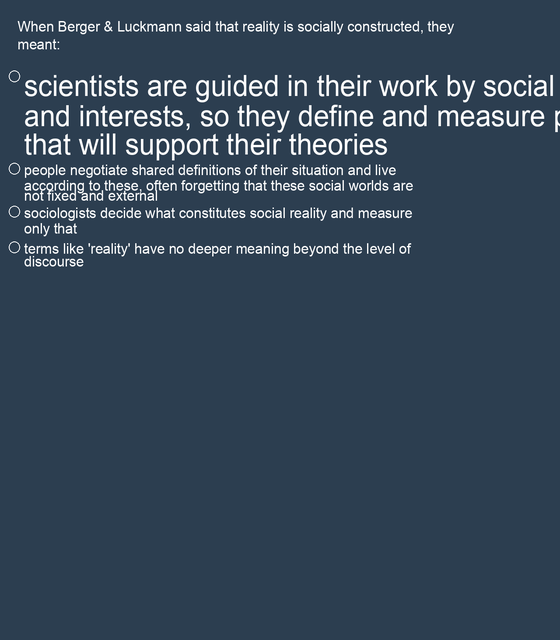 When Berger & Luckmann said that reality is socially constructed, they
meant:
scientists are guided in their work by social
and interests, so they define and measure
that will support their theories
people negotiate shared definitions of their situation and live
according to these, often forgetting that these social worlds are
not fixed and external
sociologists decide what constitutes social reality and measure
only that
terms like 'reality' have no deeper meaning beyond the level of
discourse